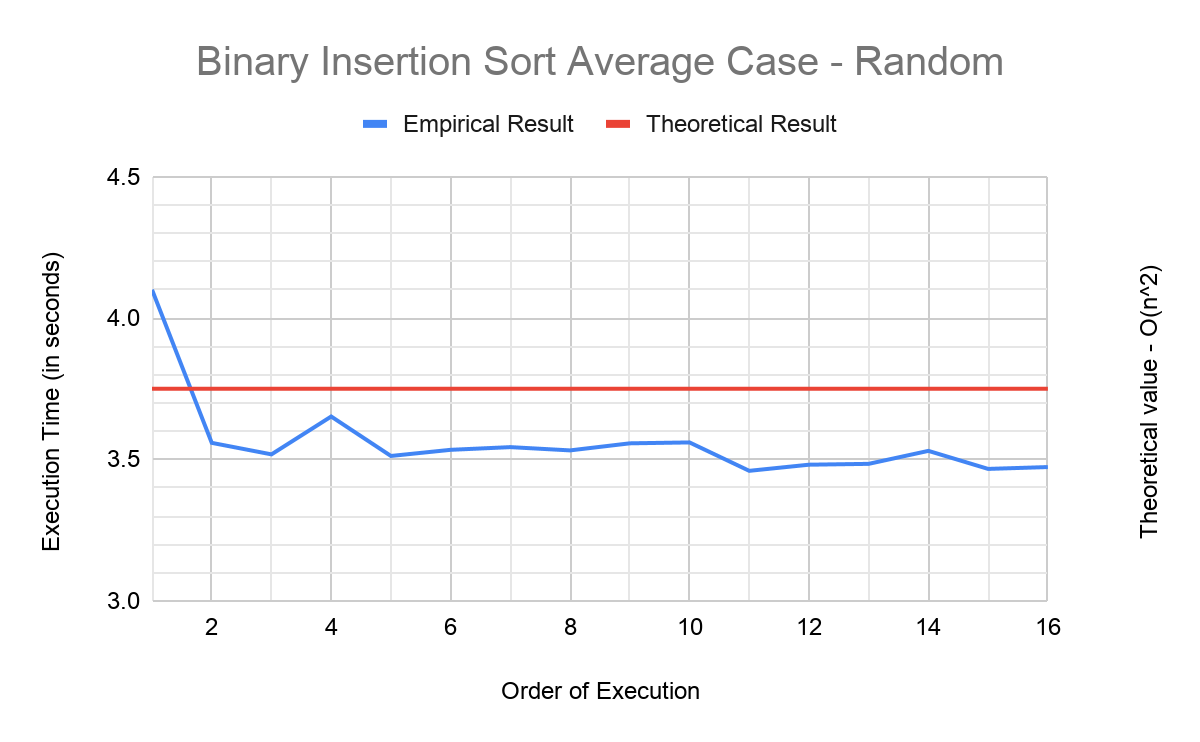 Binary Insertion Sort Average Case - Random
Empirical Result
Theoretical Result
Execution Time (in seconds)
4.5
4.0
3.5
3.0
2
4
6
8
10
12
14
16
Order of Execution
Theoretical value - O(n^2)